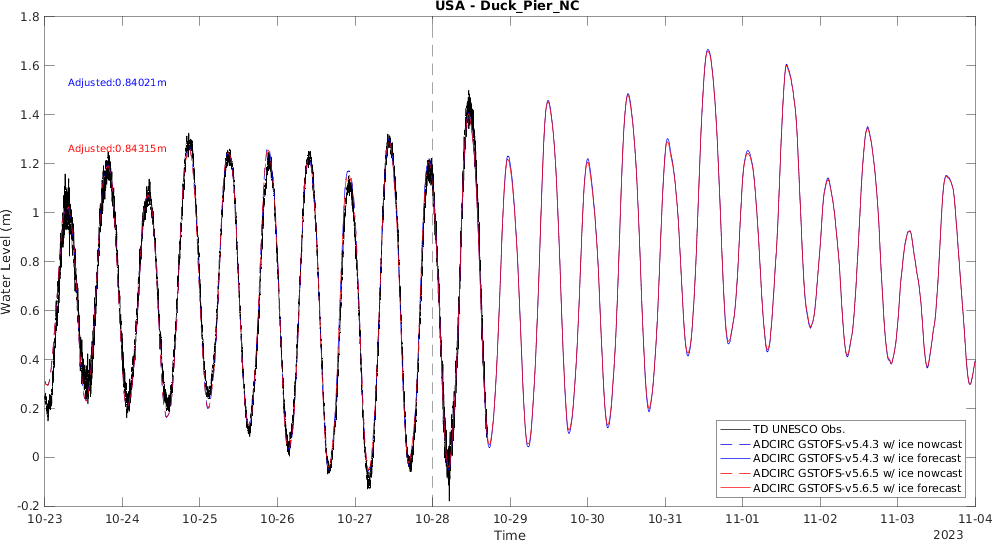 USA - Duck_Pier_NC
1.8
1.6
1.4
1.2
1
0.8
0.6
0.4
0.2
0
-0.2
Water Level (m)
Adjusted:0.84021m
Adjusted:0.84315m
TD UNESCO Obs.
ADCIRC GSTOFS-v5.4.3 w/ ice nowcast
ADCIRC GSTOFS-v5.4.3 w/ ice forecast
ADCIRC GSTOFS-v5.6.5 w/ ice nowcast
ADCIRC GSTOFS-v5.6.5 w/ ice forecast
10-23 10-24 10-25 10-26 10-27 10-28 10-29 10-30 10-31 11-01 11-02 11-03 11-04
Time
2023